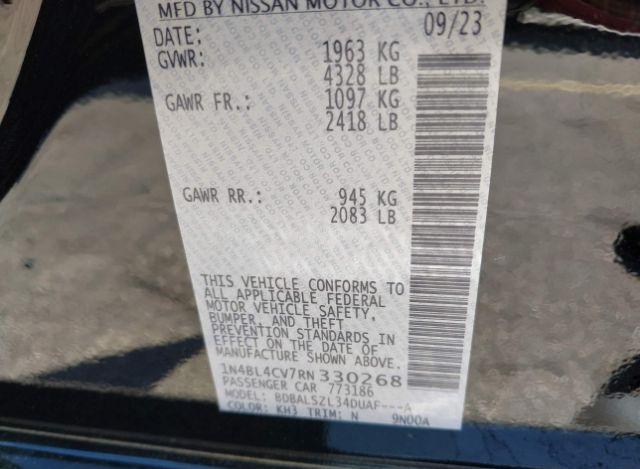 MFD BY NISSAN MOTOR CO., LTD.
DATE: 09/23
GVWR: 1963 KG
4328 LB
GAWR FR.: 1097 KG
2418 LB
GAWR RR.: 945 KG
2083 LB
THIS VEHICLE CONFORMS TO
ALL APPLICABLE FEDERAL
MOTOR VEHICLE SAFETY,
BUMPER, AND THEFT
PREVENTION STANDARDS IN
EFFECT ON THE DATE OF
MANUFACTURE SHOWN ABOVE.
1N4BL4CV7RN330268
PASSENGER CAR 773186
MODEL: BDBALSZL34DUAF---A
COLOR: KH3 TRIM: N 9N00A